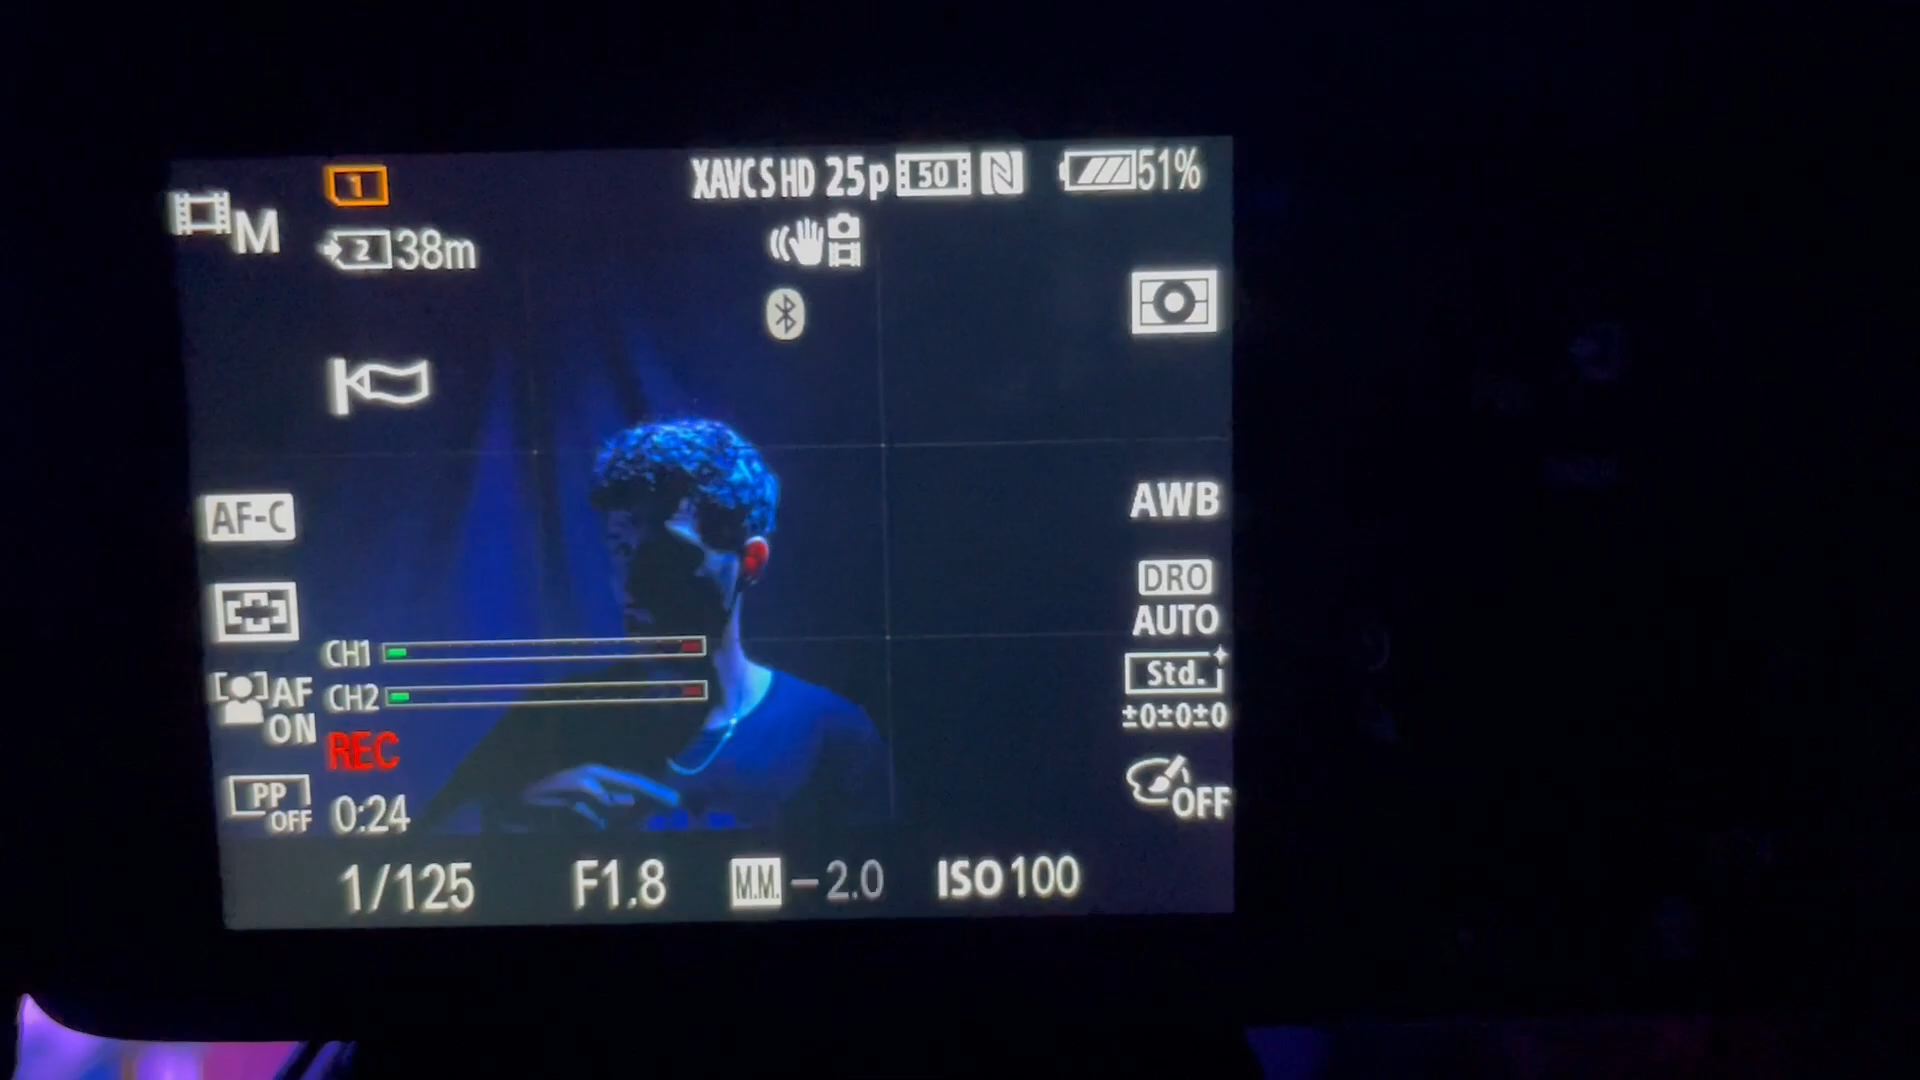 1 XAVC S HD 25p 50 N 51%
M
2 38m
AF-C
AWB
DRO
AUTO
CH1
Std.
AF CH2
ON
±0±0±0
REC
PP
OFF
0:24
OFF
1/125 F1.8 M.M. −2.0 ISO 100